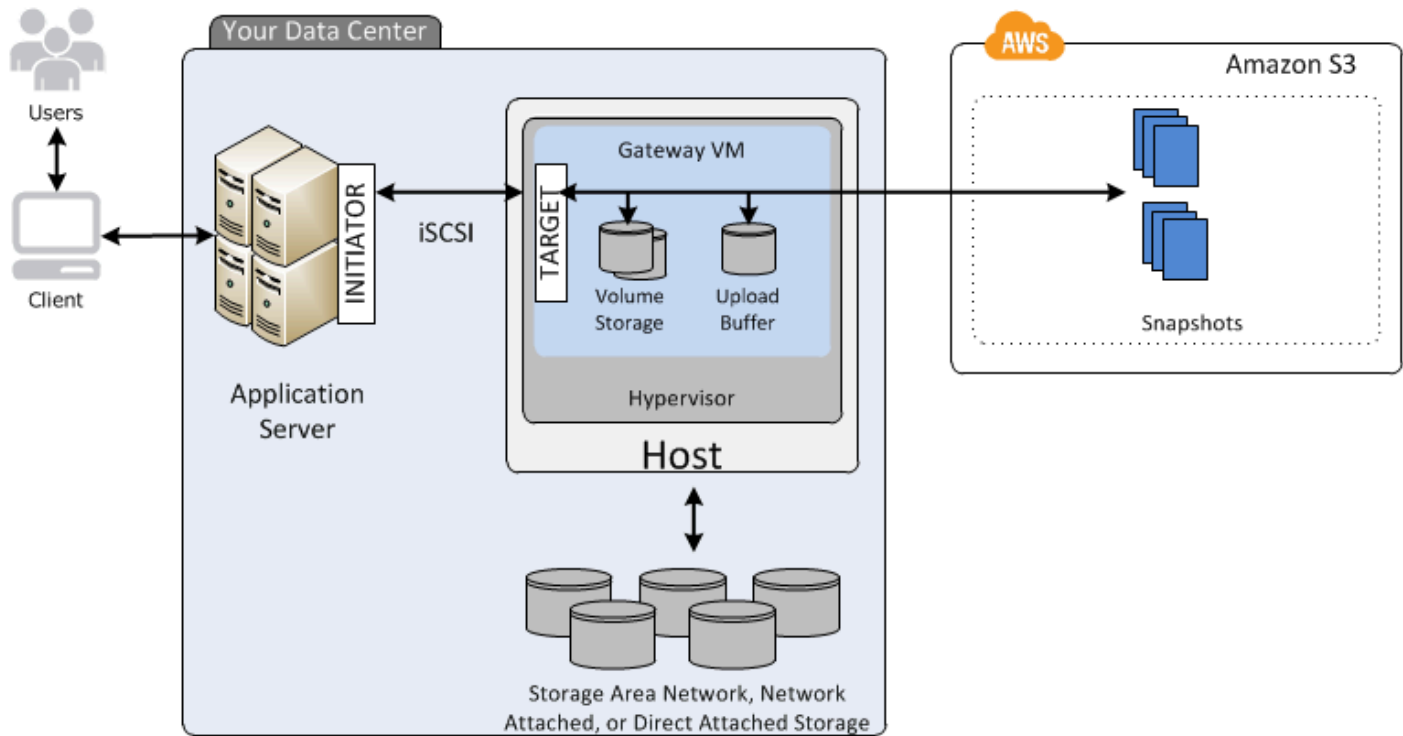 Your Data Center
AWS
Amazon S3
Users
Gateway VM
INITIATOR
TARGET
iSCSI
Client
Volume
Storage
Upload
Buffer
Snapshots
Application
Server
Hypervisor
Host
Storage Area Network, Network
Attached, or Direct Attached Storage